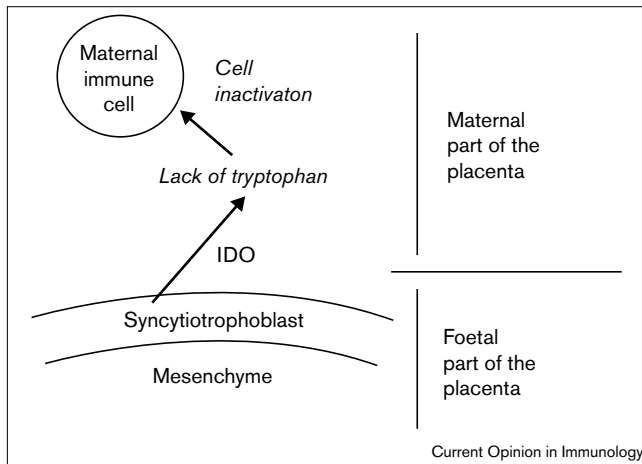 Maternal
immune
cell
Cell
inactivaton
Lack of tryptophan
IDO
Syncytiotrophoblast
Mesenchyme
Maternal
part of the
placenta
Foetal
part of the
placenta
Current Opinion in Immunology